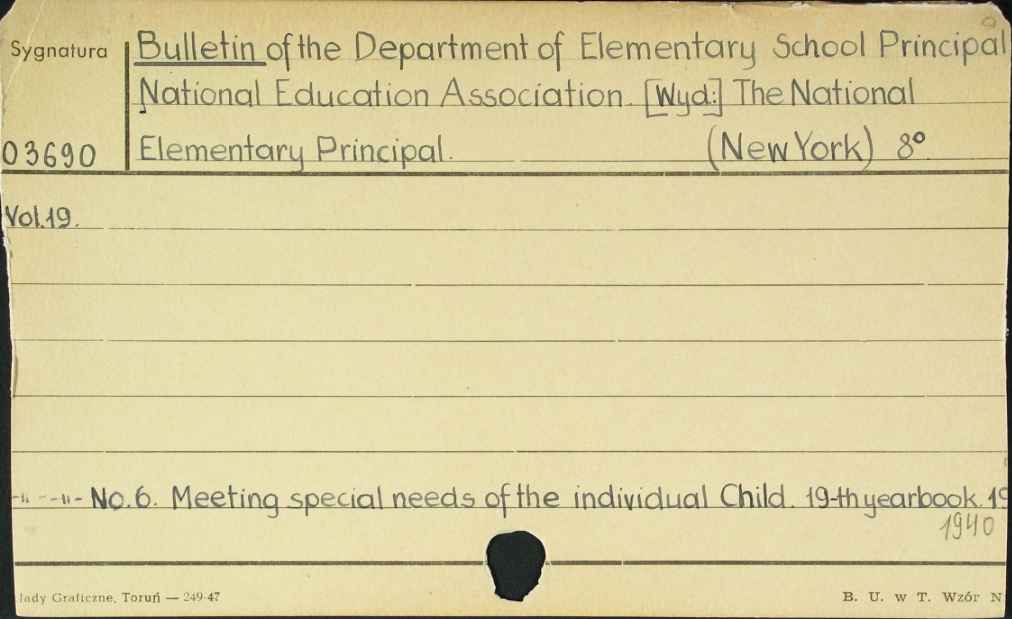 Sygnatura
Bulletin of the Department of Elementary School Principal
National Education Association. [Wyd:] The National
03690
Elementary Principal. (New York) 8°
Vol.19.
-"- -"- No.6. Meeting special needs of the individual Child. 19-th yearbook. 19
1940
łady Graficzne, Toruń — 249-47
B. U. w T. Wzór N